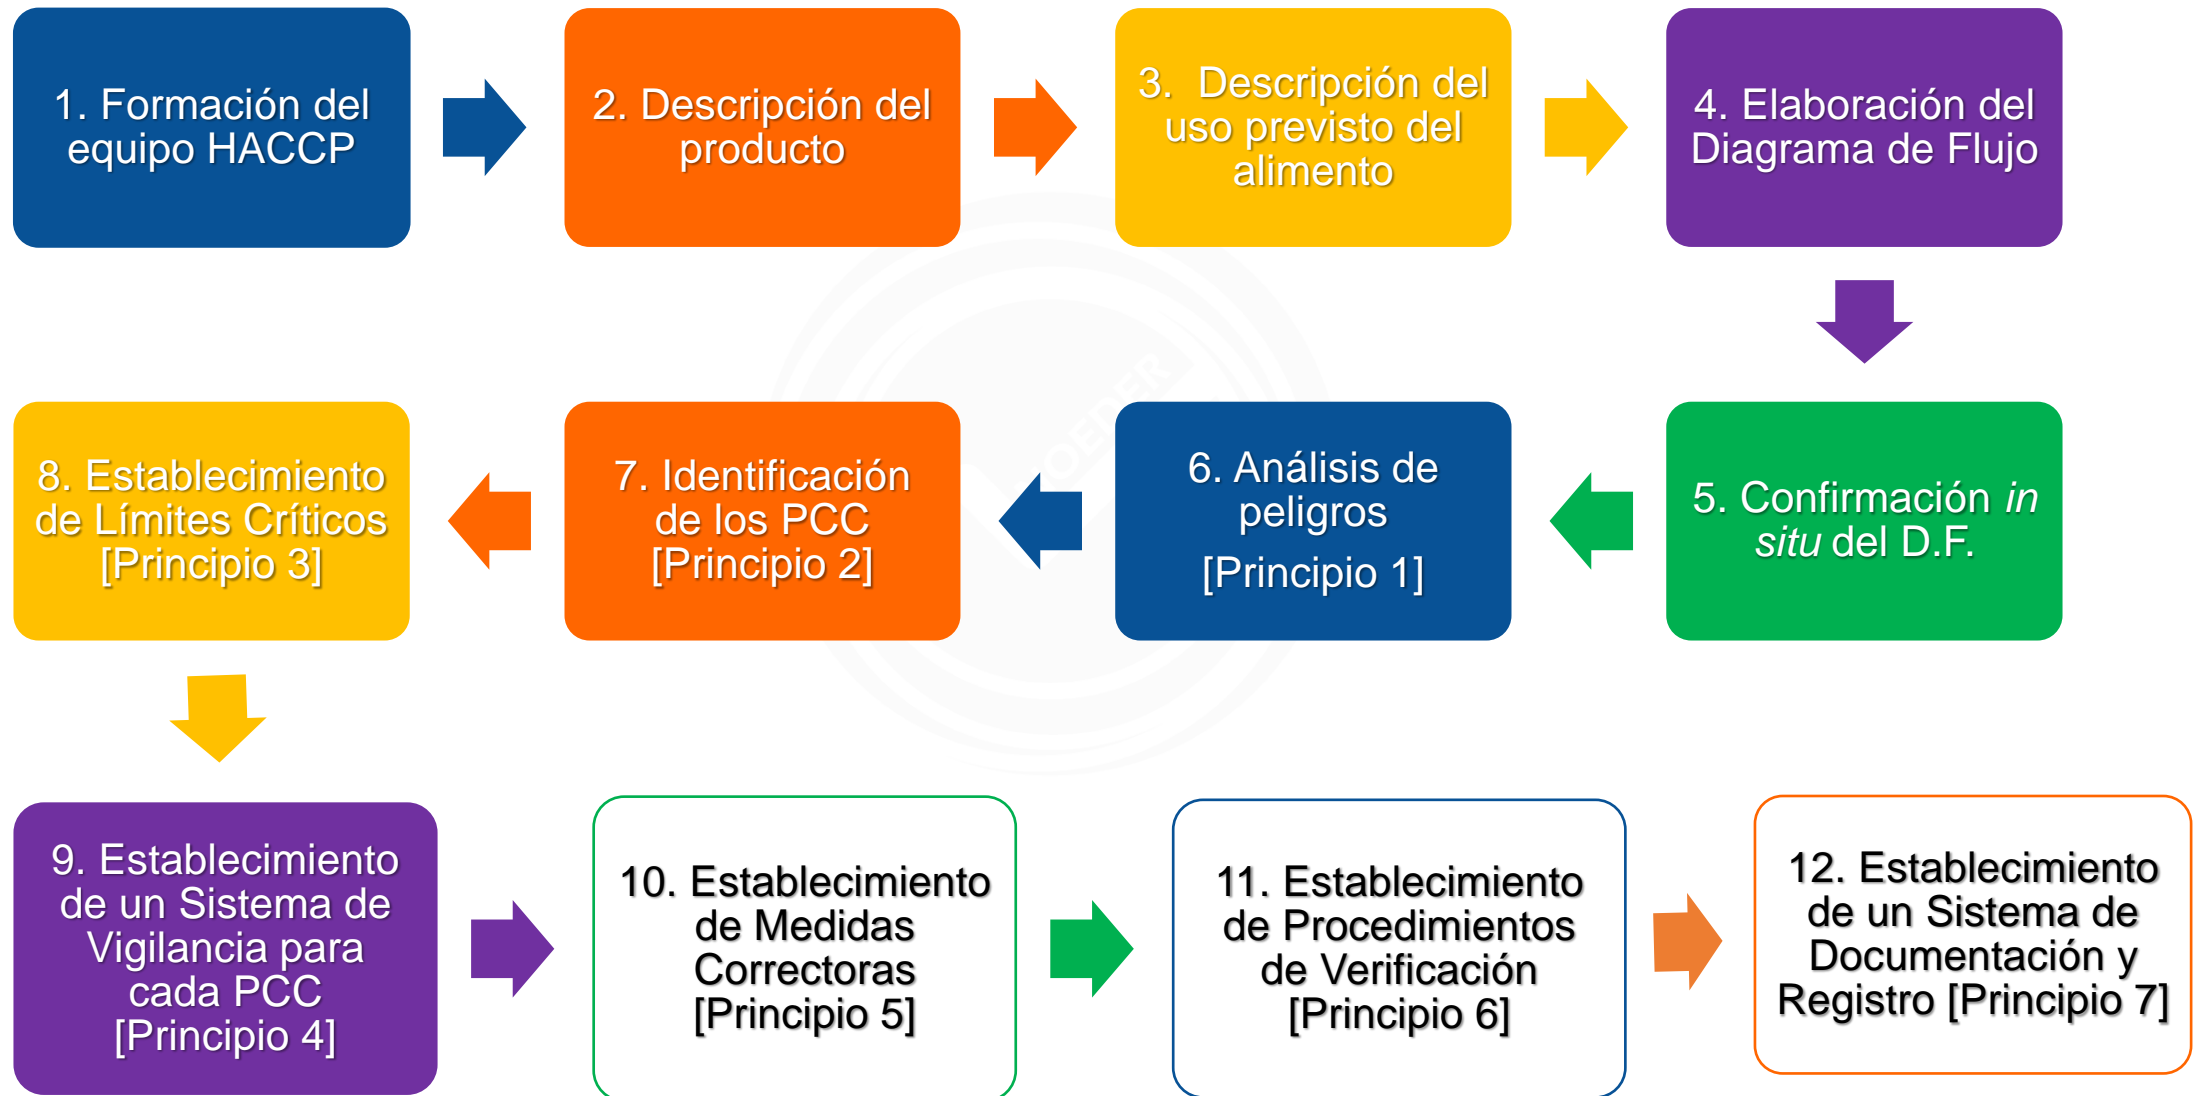 1. Formación del
equipo HACCP
2. Descripción del
producto
3. Descripción del
uso previsto del
alimento
4. Elaboración del
Diagrama de Flujo
5. Confirmación in
situ del D.F.
6. Análisis de
peligros
[Principio 1]
7. Identificación
de los PCC
[Principio 2]
8. Establecimiento
de Límites Críticos
[Principio 3]
9. Establecimiento
de un Sistema de
Vigilancia para
cada PCC
[Principio 4]
10. Establecimiento
de Medidas
Correctoras
[Principio 5]
11. Establecimiento
de Procedimientos
de Verificación
[Principio 6]
12. Establecimiento
de un Sistema de
Documentación y
Registro [Principio 7]